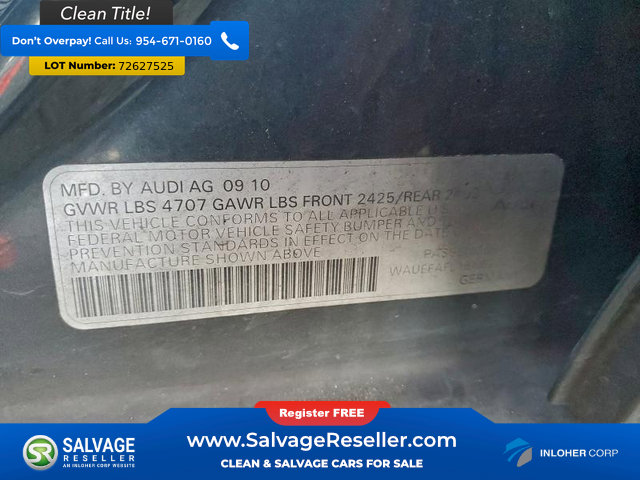 Clean Title!
Don't Overpay! Call Us: 954-671-0160
LOT Number: 72627525
MFD. BY AUDI AG 09 10
GVWR LBS 4707 GAWR LBS FRONT 2425/REAR
THIS VEHICLE CONFORMS TO ALL APPLICABLE
FEDERAL MOTOR VEHICLE SAFETY BUMPER AND
PREVENTION STANDARDS IN EFFECT ON THE DATE
MANUFACTURE SHOWN ABOVE
Register FREE
SALVAGE
RESELLER
AN INLOHER CORP WEBSITE
www.SalvageReseller.com
CLEAN & SALVAGE CARS FOR SALE
INLOHER CORP